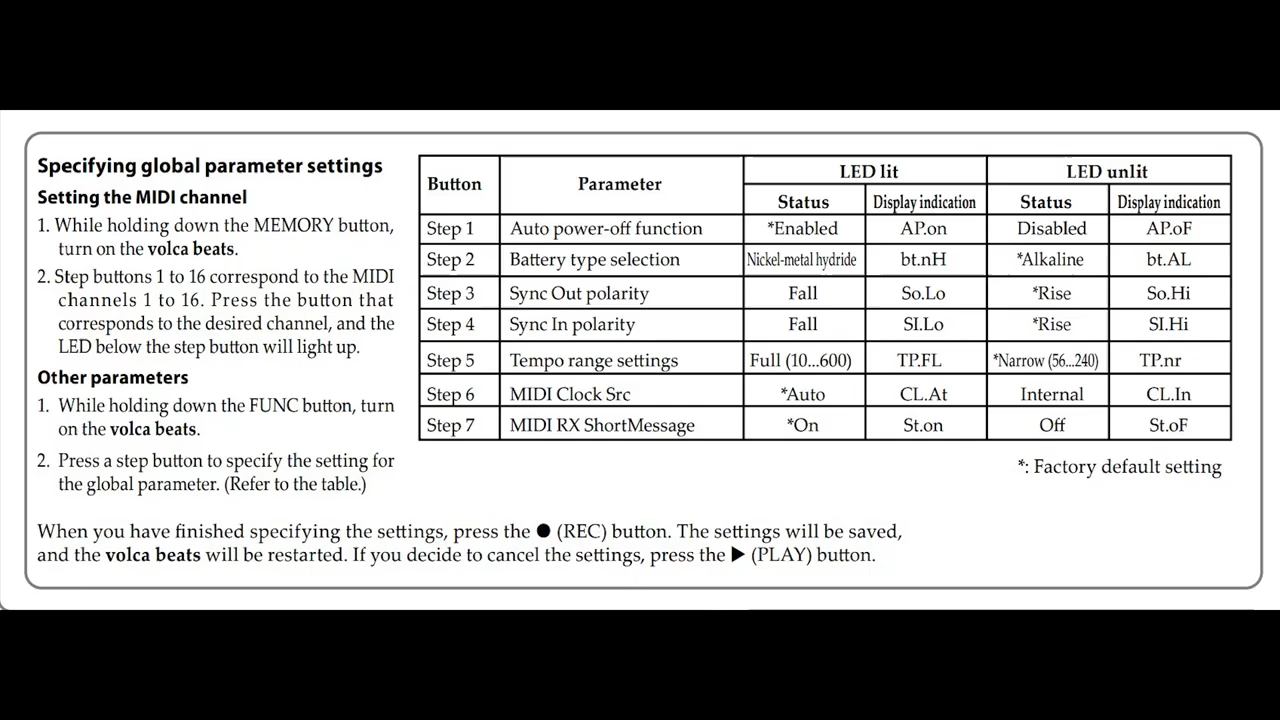 Specifying global parameter settings
Setting the MIDI channel
1. While holding down the MEMORY button,
turn on the volca beats.
2. Step buttons 1 to 16 correspond to the MIDI
channels 1 to 16. Press the button that
corresponds to the desired channel, and the
LED below the step button will light up.
Other parameters
1. While holding down the FUNC button, turn
on the volca beats.
2. Press a step button to specify the setting for
the global parameter. (Refer to the table.)
Button Parameter LED lit LED unlit
Status Display indication Status Display indication
Step 1 Auto power-off function *Enabled AP.on Disabled AP.oF
Step 2 Battery type selection Nickel-metal hydride bt.nH *Alkaline bt.AL
Step 3 Sync Out polarity Fall So.Lo *Rise So.Hi
Step 4 Sync In polarity Fall SI.Lo *Rise SI.Hi
Step 5 Tempo range settings Full (10...600) TP.FL *Narrow (56...240) TP.nr
Step 6 MIDI Clock Src *Auto CL.At Internal CL.In
Step 7 MIDI RX ShortMessage *On St.on Off St.oF
*: Factory default setting
When you have finished specifying the settings, press the ● (REC) button. The settings will be saved,
and the volca beats will be restarted. If you decide to cancel the settings, press the ▶ (PLAY) button.